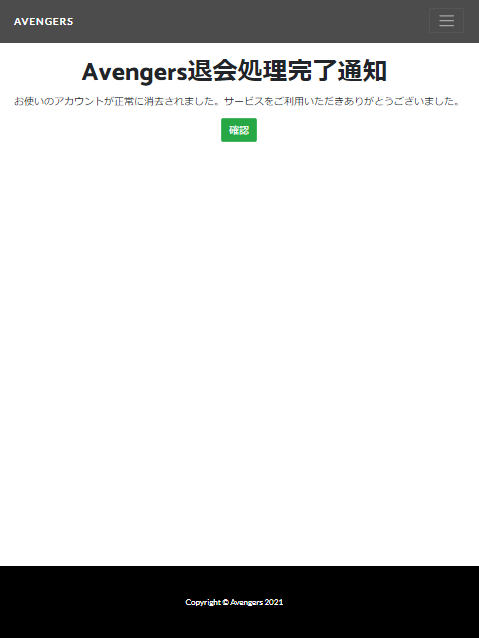 AVENGERS
Avengers退会処理完了通知
お使いのアカウントが正常に消去されました。サービスをご利用いただきありがとうございました。
確認
Copyright © Avengers 2021